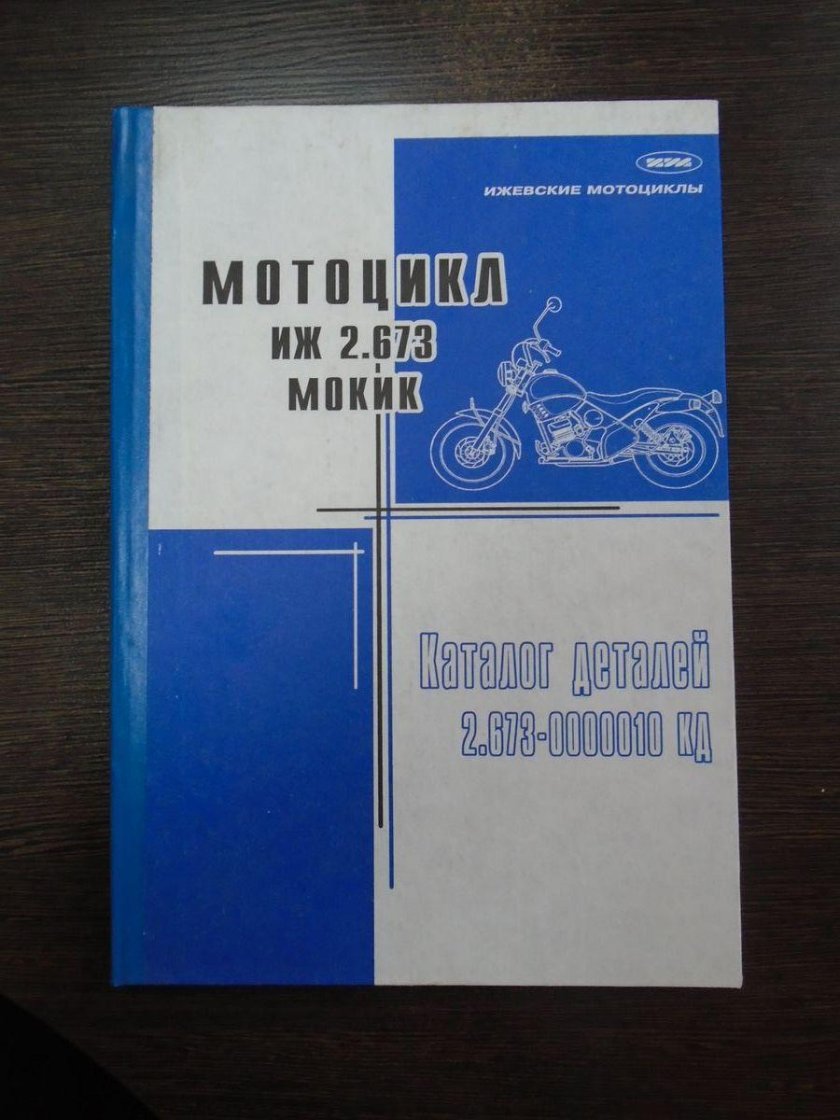 ИЖЕВСКИЕ МОТОЦИКЛЫ
МОТОЦИКЛ
ИЖ 2.673
МОКИК
Каталог деталей
2.673-0000010 КД